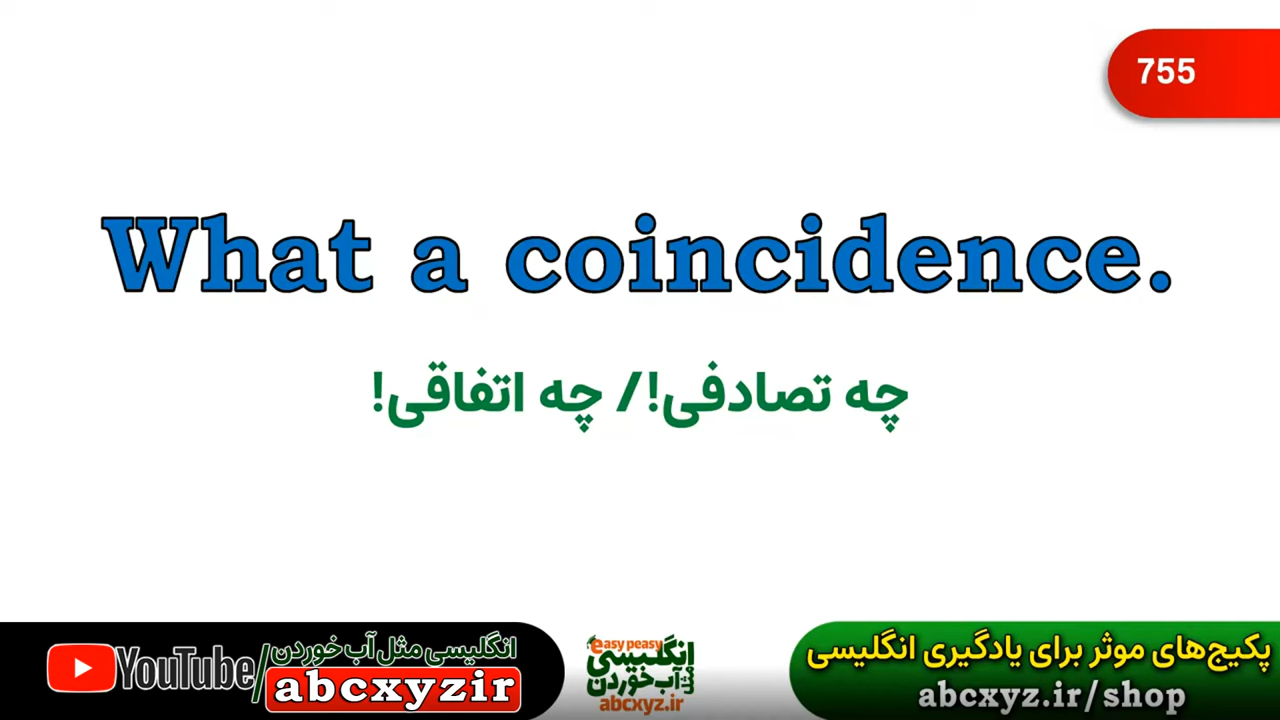 755
What a coincidence.
چه تصادفی!/ چه اتفاقی!
YouTube/
انگلیسی مثل آب خوردن
abcxyzir
easy peasy
انگلیسی
مثل آب خوردن
abcxyz.ir
پکیج‌های موثر برای یادگیری انگلیسی
abcxyz.ir/shop